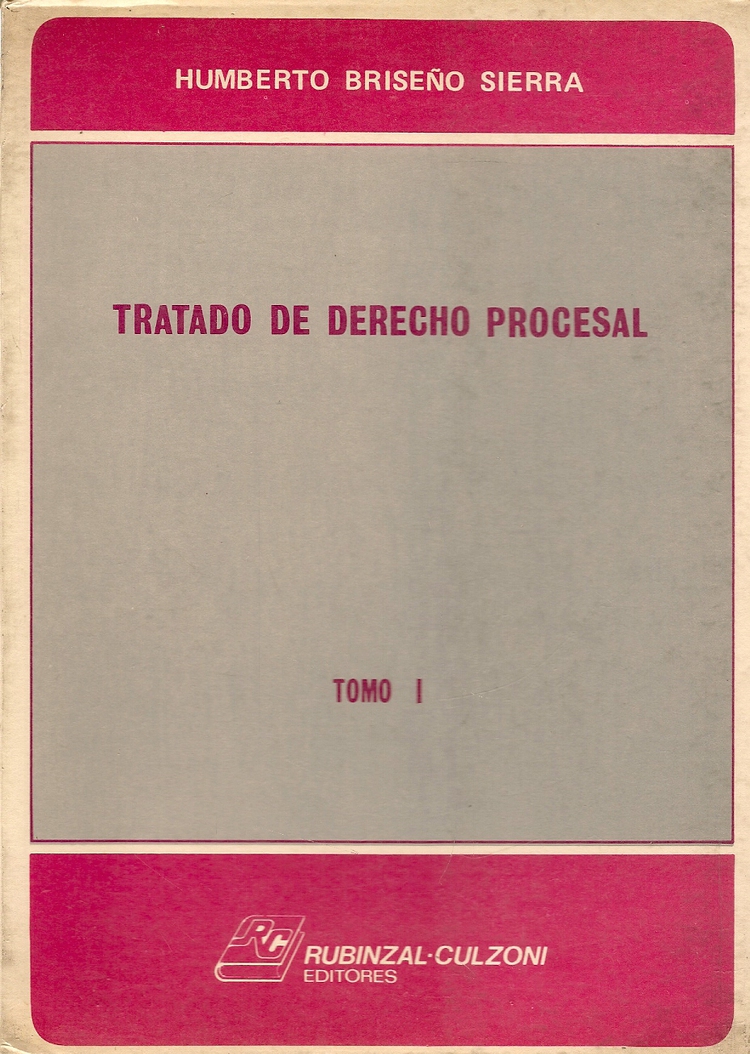 HUMBERTO BRISEÑO SIERRA
TRATADO DE DERECHO PROCESAL
TOMO I
RC
RUBINZAL·CULZONI
EDITORES